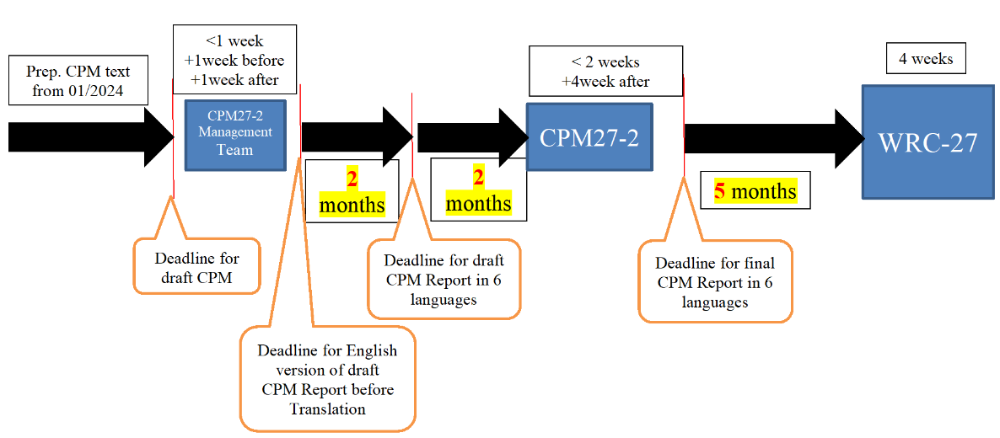 Prep. CPM text
from 01/2024
<1 week
+1week before
+1week after
CPM27-2
Management
Team
2
months
2
months
< 2 weeks
+4week after
CPM27-2
5 months
4 weeks
WRC-27
Deadline for
draft CPM
Deadline for English
version of draft
CPM Report before
Translation
Deadline for draft
CPM Report in 6
languages
Deadline for final
CPM Report in 6
languages